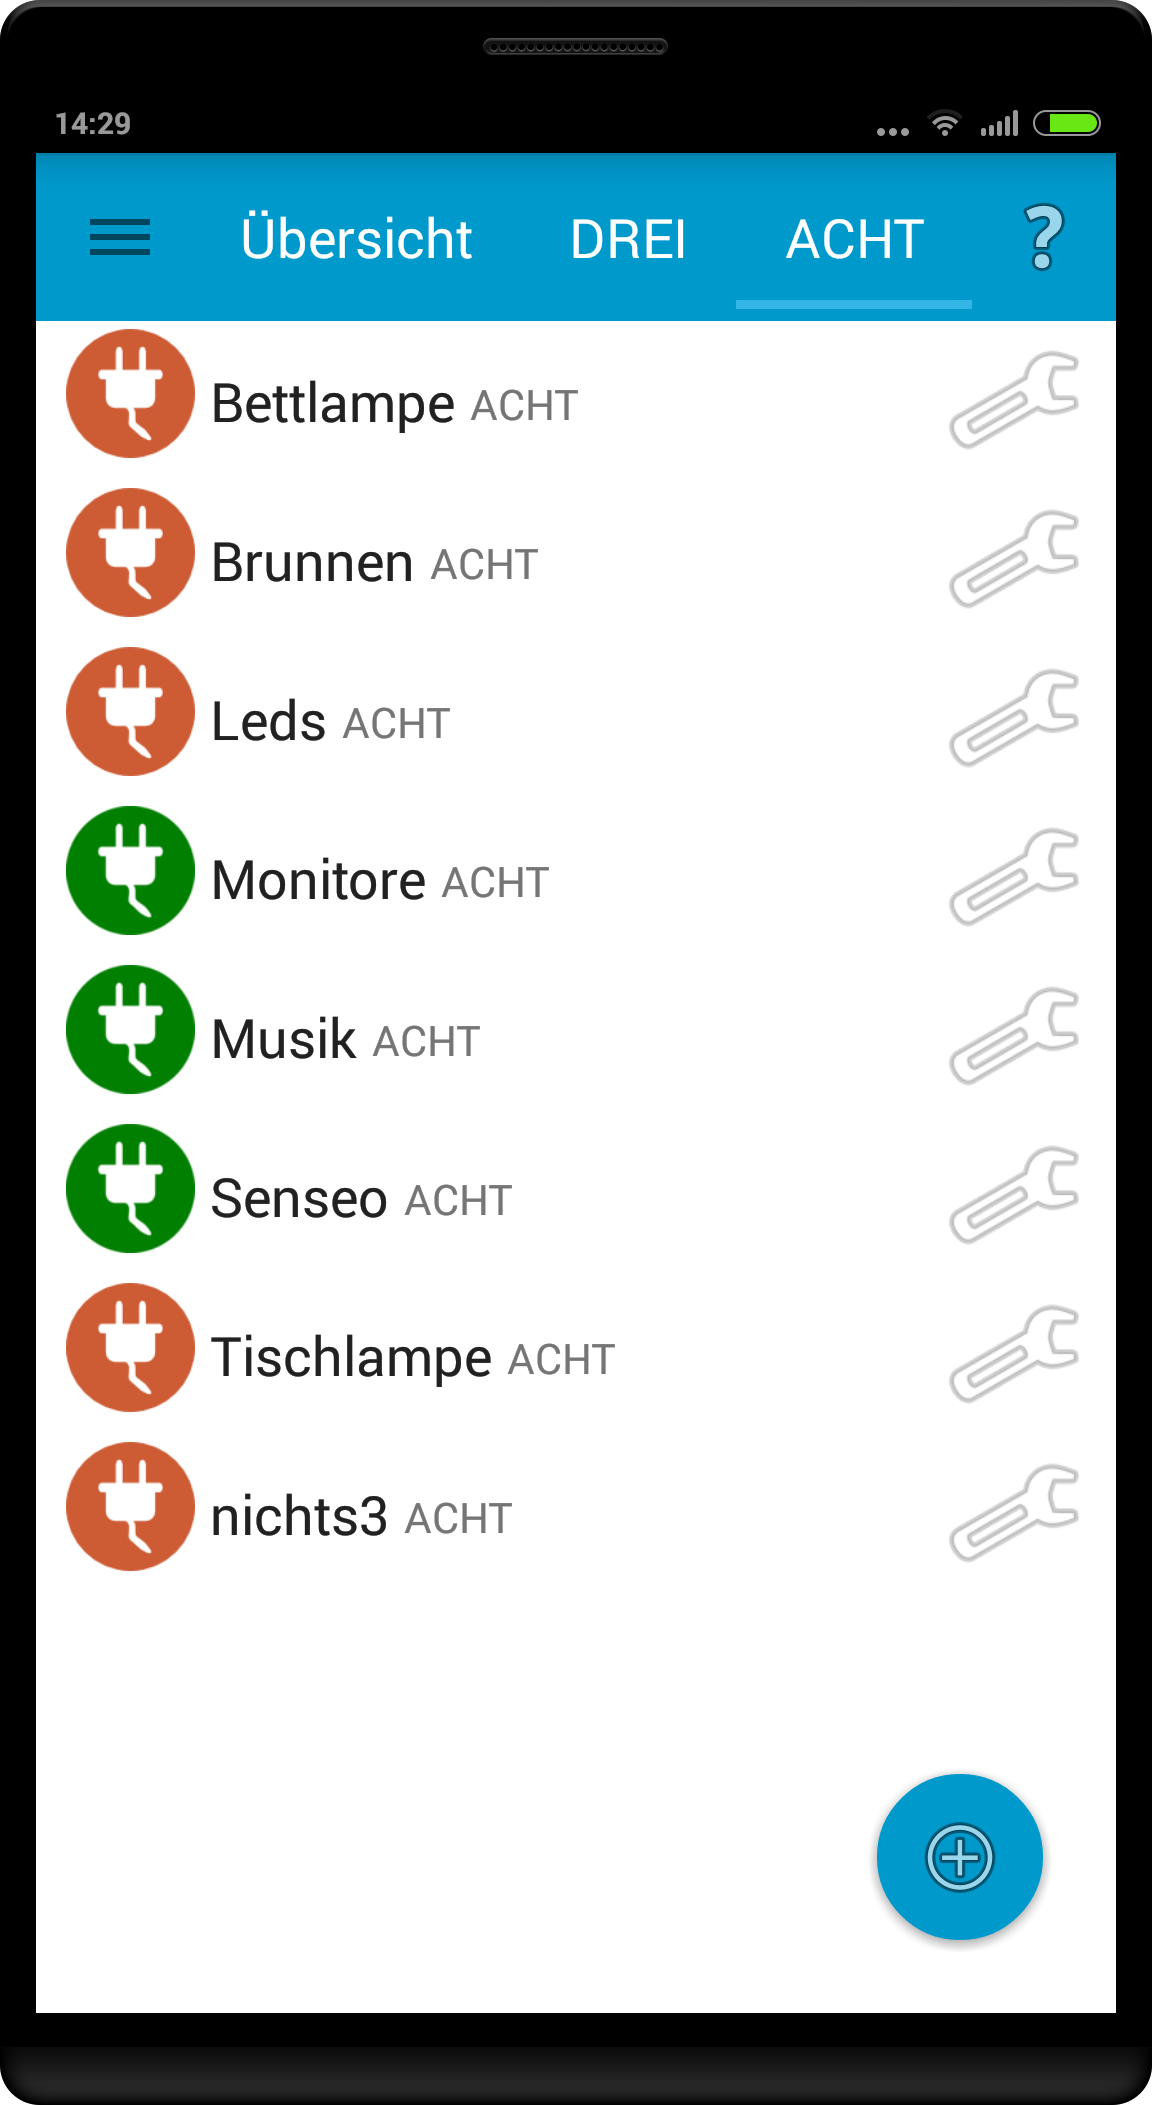 14:29
Übersicht DREI ACHT ?
Bettlampe ACHT
Brunnen ACHT
Leds ACHT
Monitore ACHT
Musik ACHT
Senseo ACHT
Tischlampe ACHT
nichts3 ACHT